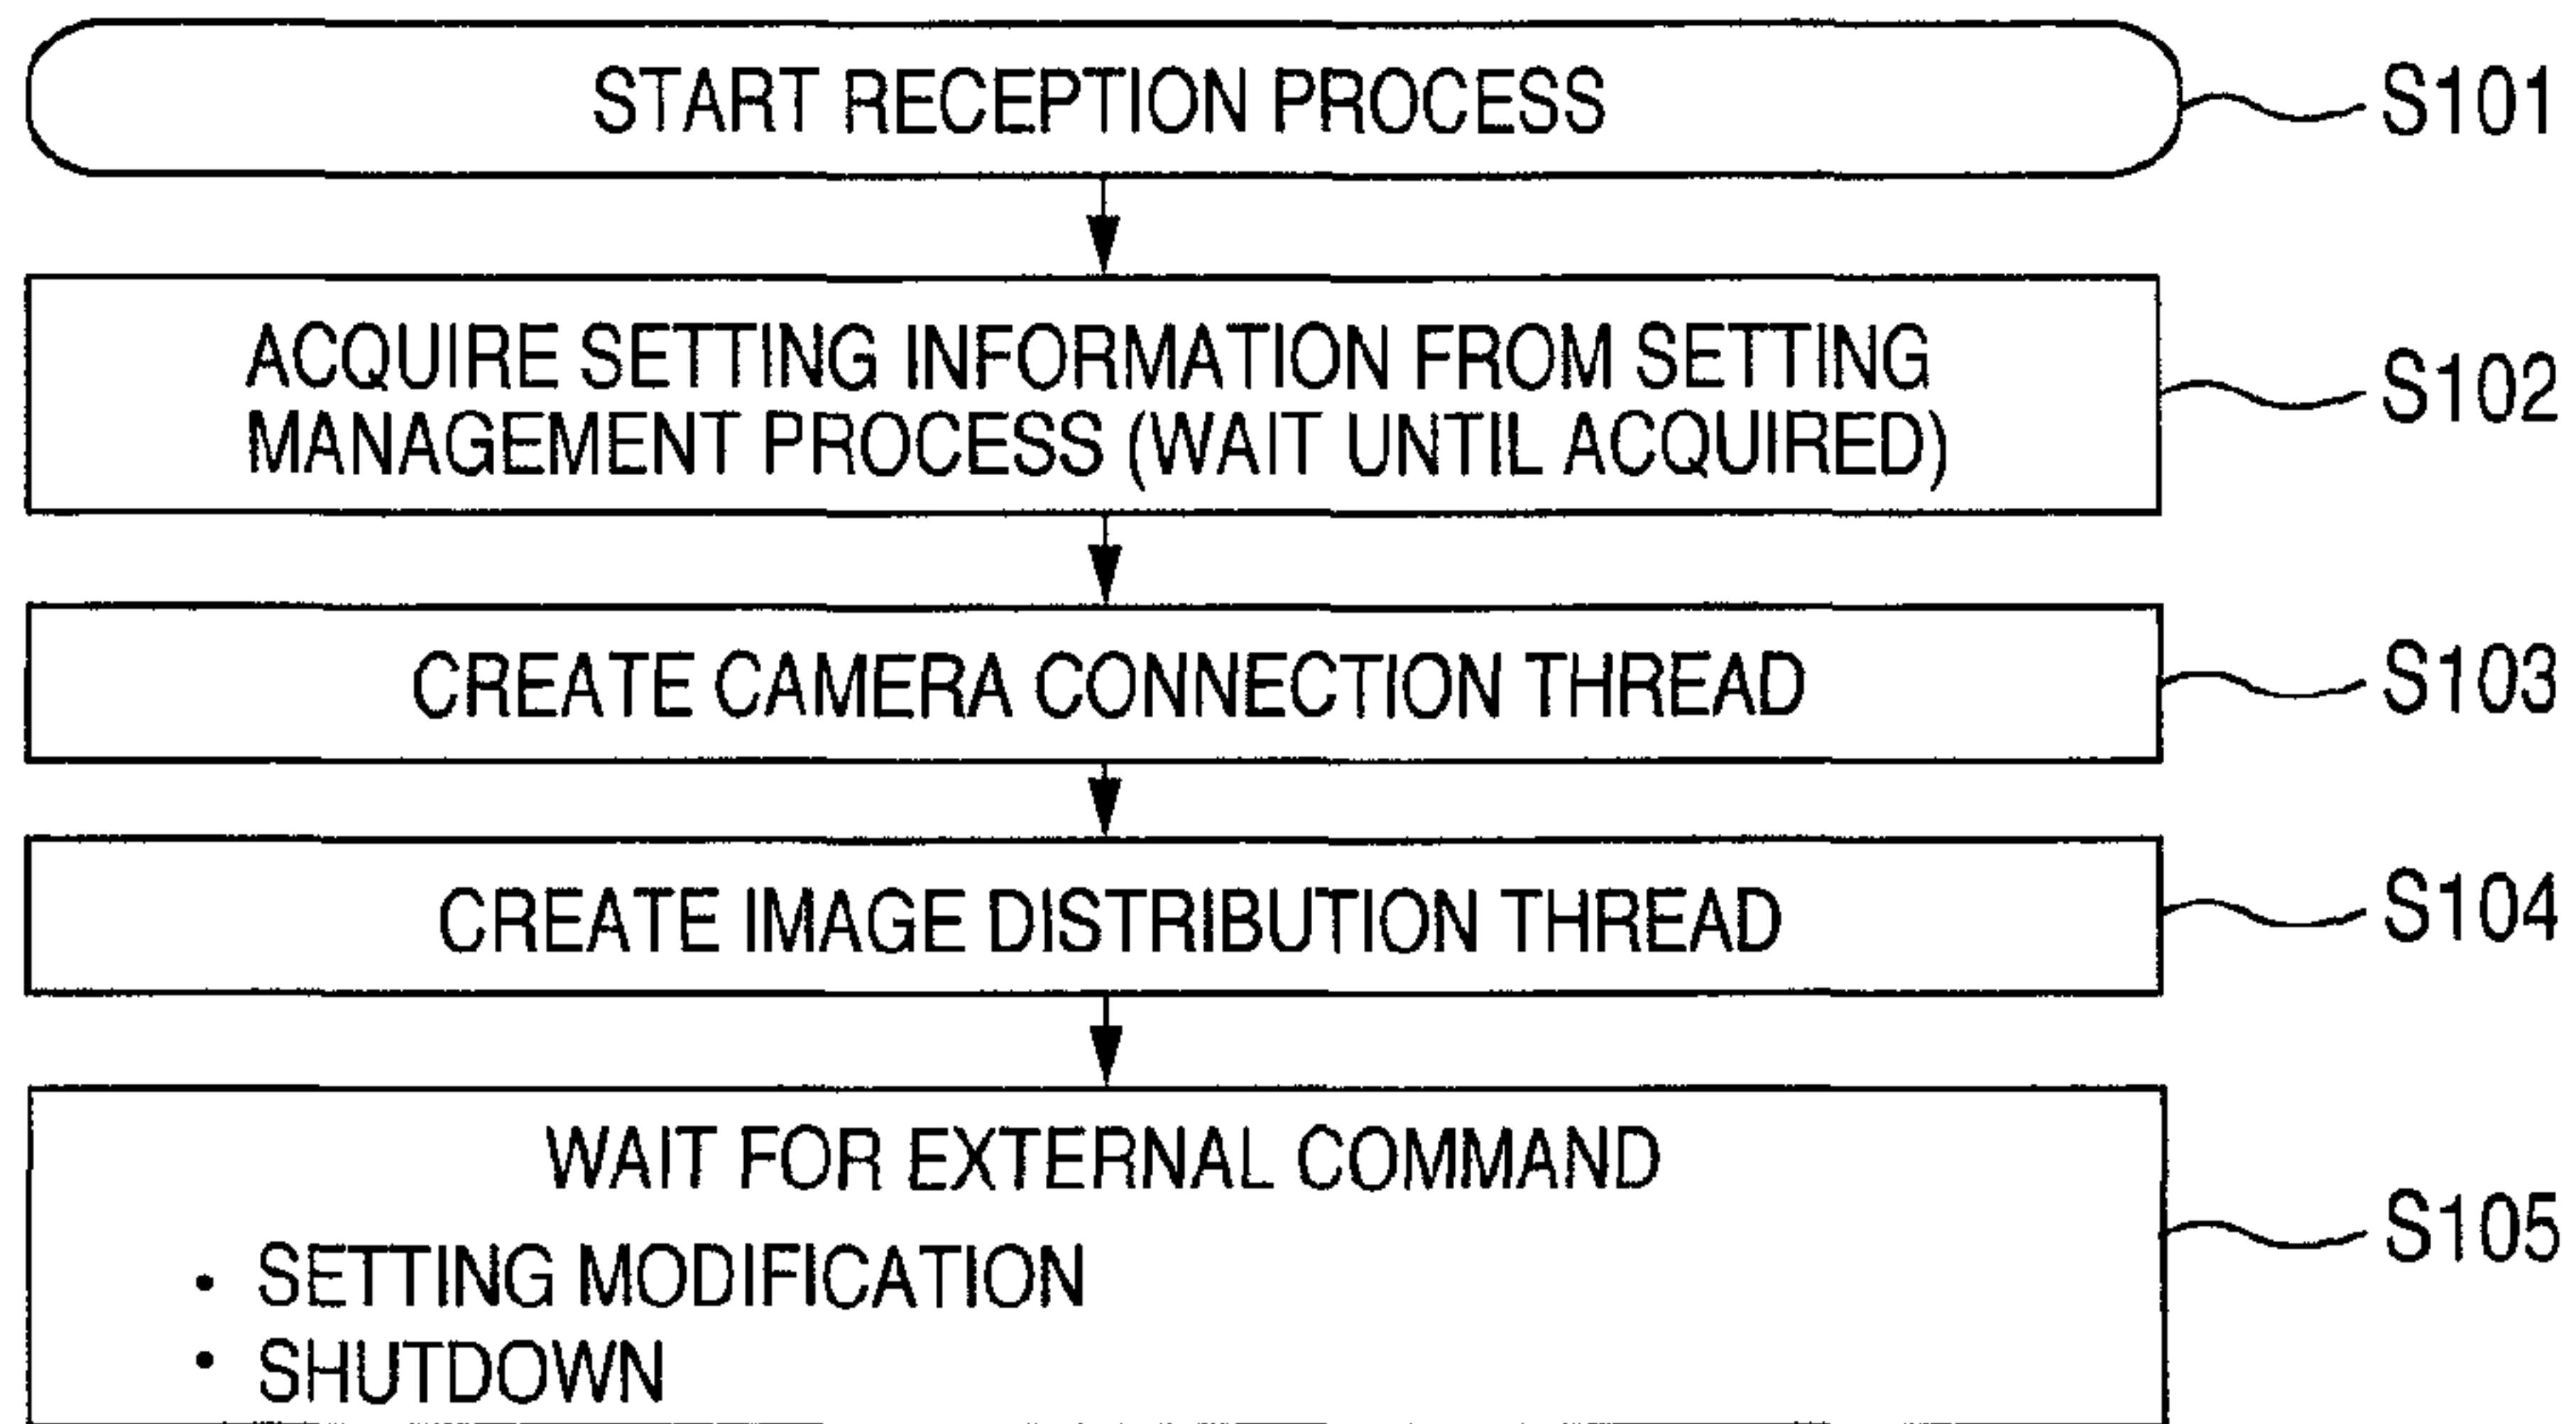 START RECEPTION PROCESS
S101
ACQUIRE SETTING INFORMATION FROM SETTING
MANAGEMENT PROCESS (WAIT UNTIL ACQUIRED)
S102
CREATE CAMERA CONNECTION THREAD
S103
CREATE IMAGE DISTRIBUTION THREAD
S104
WAIT FOR EXTERNAL COMMAND
· SETTING MODIFICATION
· SHUTDOWN
S105